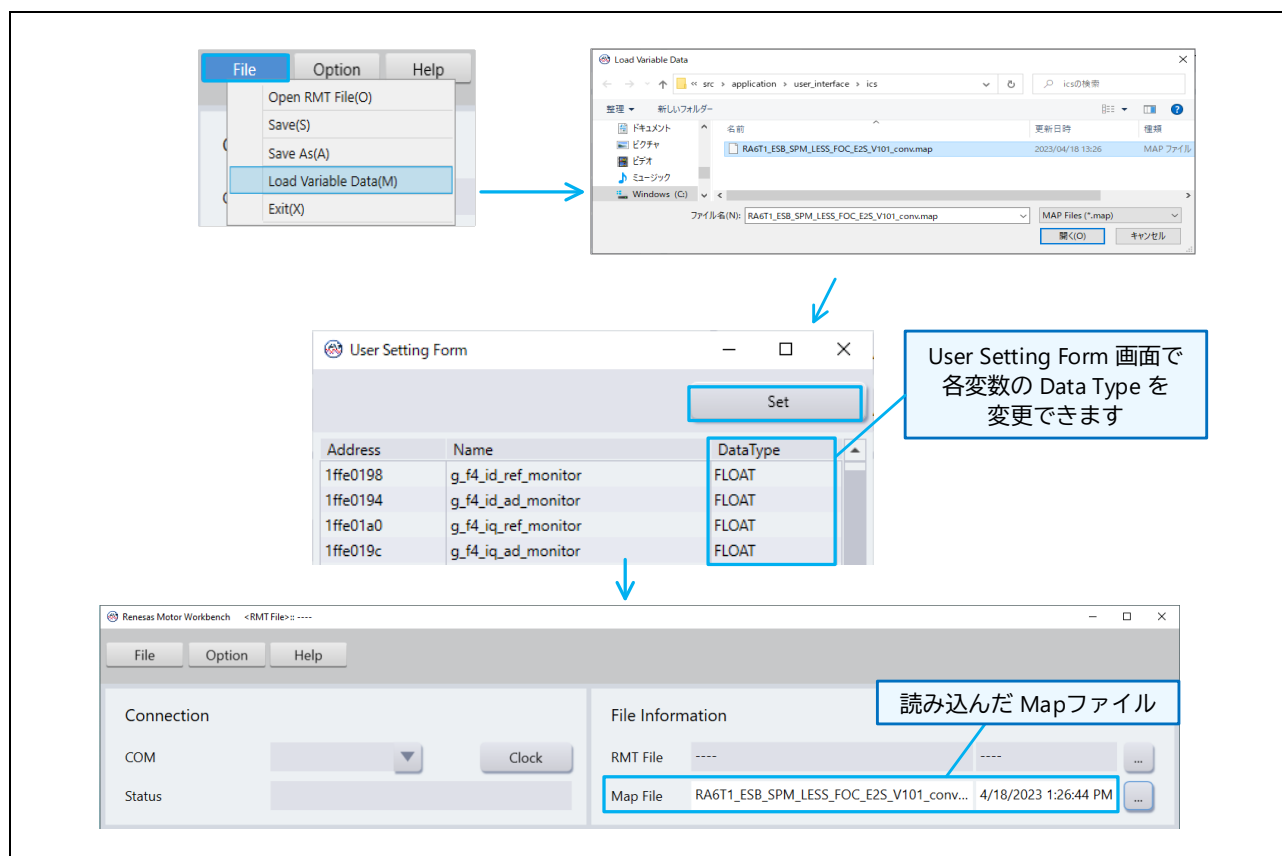 File Option Help
Open RMT File(O)
Save(S)
Save As(A)
Load Variable Data(M)
Exit(X)
Load Variable Data
« src › application › user_interface › ics
icsの検索
整理 新しいフォルダー
ドキュメント
ピクチャ
ビデオ
ミュージック
Windows (C:)
名前 更新日時 種類
RA6T1_ESB_SPM_LESS_FOC_E2S_V101_conv.map 2023/04/18 13:26 MAP ファイル
ファイル名(N): RA6T1_ESB_SPM_LESS_FOC_E2S_V101_conv.map MAP Files (*.map)
開く(O) キャンセル
User Setting Form
Set
Address Name DataType
1ffe0198 g_f4_id_ref_monitor FLOAT
1ffe0194 g_f4_id_ad_monitor FLOAT
1ffe01a0 g_f4_iq_ref_monitor FLOAT
1ffe019c g_f4_iq_ad_monitor FLOAT
User Setting Form 画面で
各変数の Data Type を
変更できます
Renesas Motor Workbench <RMT File>:: ----
File Option Help
読み込んだ Mapファイル
Connection
COM Clock
Status
File Information
RMT File ---- ---- ...
Map File RA6T1_ESB_SPM_LESS_FOC_E2S_V101_conv... 4/18/2023 1:26:44 PM ...